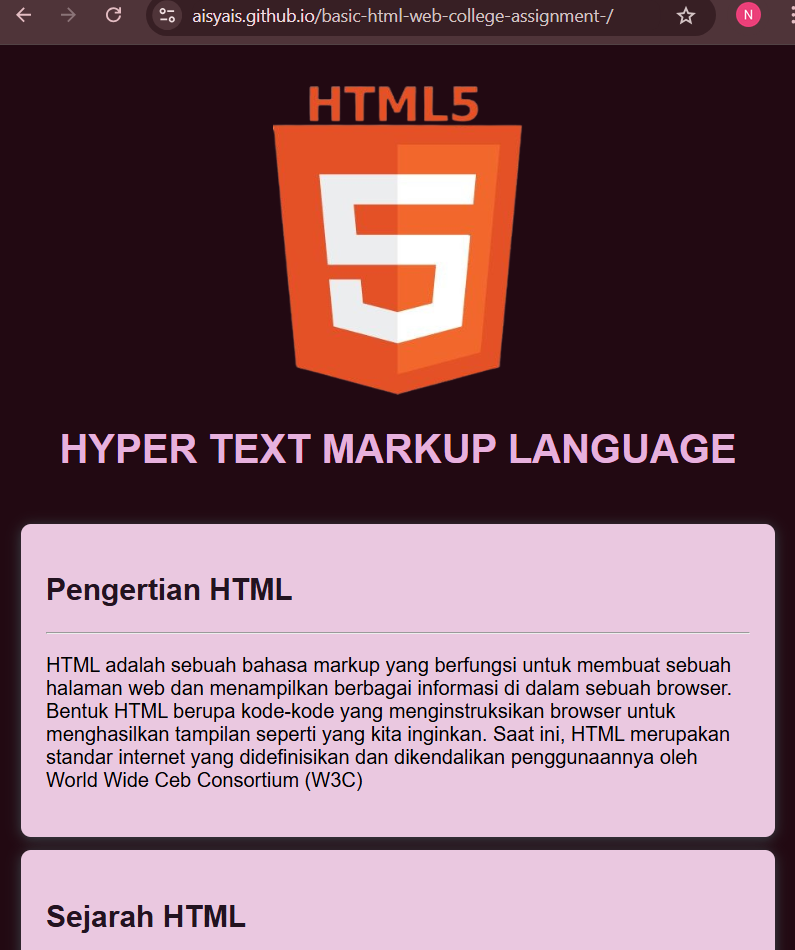 aisyais.github.io/basic-html-web-college-assignment-/
N
HTML5
5
HYPER TEXT MARKUP LANGUAGE
Pengertian HTML
HTML adalah sebuah bahasa markup yang berfungsi untuk membuat sebuah
halaman web dan menampilkan berbagai informasi di dalam sebuah browser.
Bentuk HTML berupa kode-kode yang menginstruksikan browser untuk
menghasilkan tampilan seperti yang kita inginkan. Saat ini, HTML merupakan
standar internet yang didefinisikan dan dikendalikan penggunaannya oleh
World Wide Ceb Consortium (W3C)
Sejarah HTML